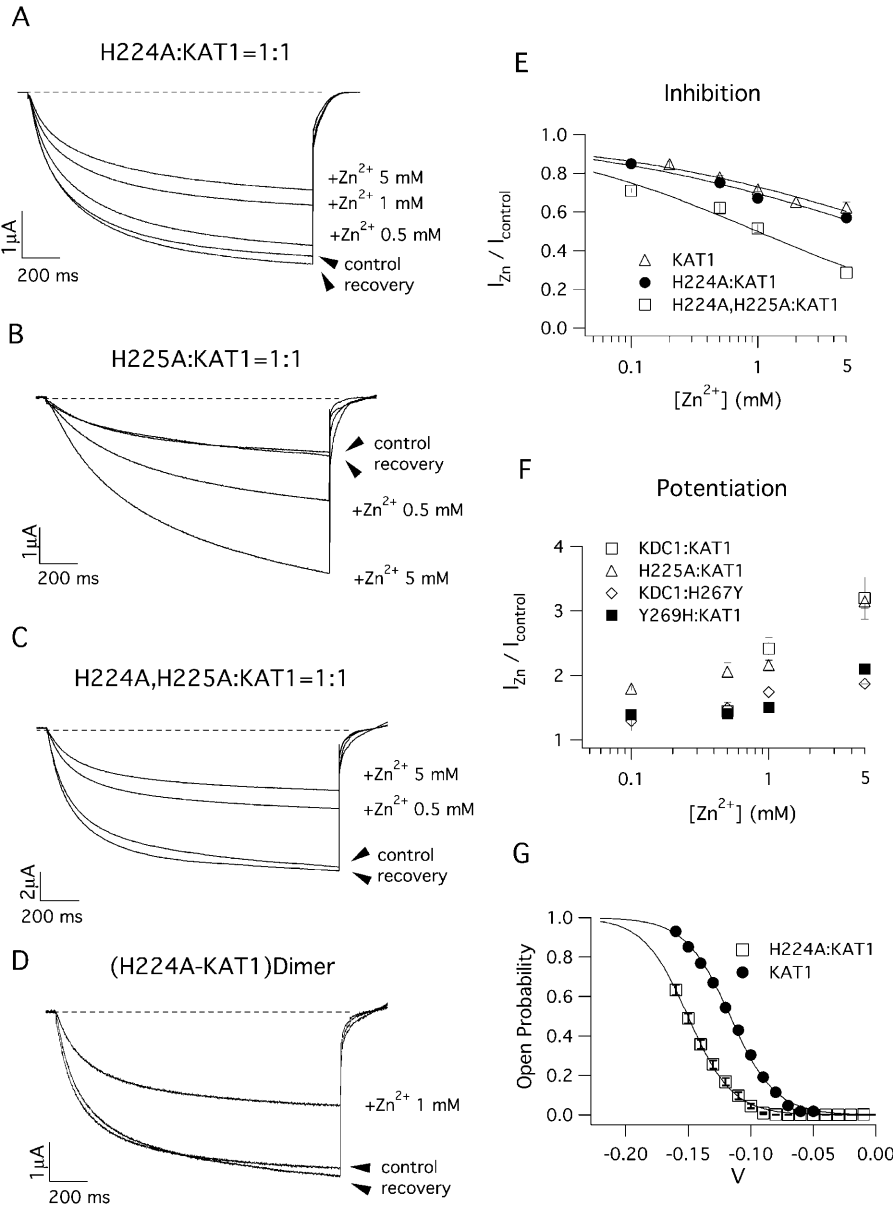 A
H224A:KAT1=1:1
+Zn2+ 5 mM
+Zn2+ 1 mM
+Zn2+ 0.5 mM
control
recovery
1µA
200 ms
B
H225A:KAT1=1:1
control
recovery
+Zn2+ 0.5 mM
+Zn2+ 5 mM
1µA
200 ms
C
H224A,H225A:KAT1=1:1
+Zn2+ 5 mM
+Zn2+ 0.5 mM
control
recovery
2µA
200 ms
D
(H224A-KAT1)Dimer
+Zn2+ 1 mM
control
recovery
1µA
200 ms
E
Inhibition
1.0
0.8
0.6
0.4
0.2
0.0
IZn / Icontrol
KAT1
H224A:KAT1
H224A,H225A:KAT1
0.1
1
5
[Zn2+] (mM)
F
Potentiation
4
3
2
1
IZn / Icontrol
KDC1:KAT1
H225A:KAT1
KDC1:H267Y
Y269H:KAT1
0.1
1
5
[Zn2+] (mM)
G
1.0
0.8
0.6
0.4
0.2
0.0
Open Probability
H224A:KAT1
KAT1
-0.20
-0.15
-0.10
-0.05
0.00
V